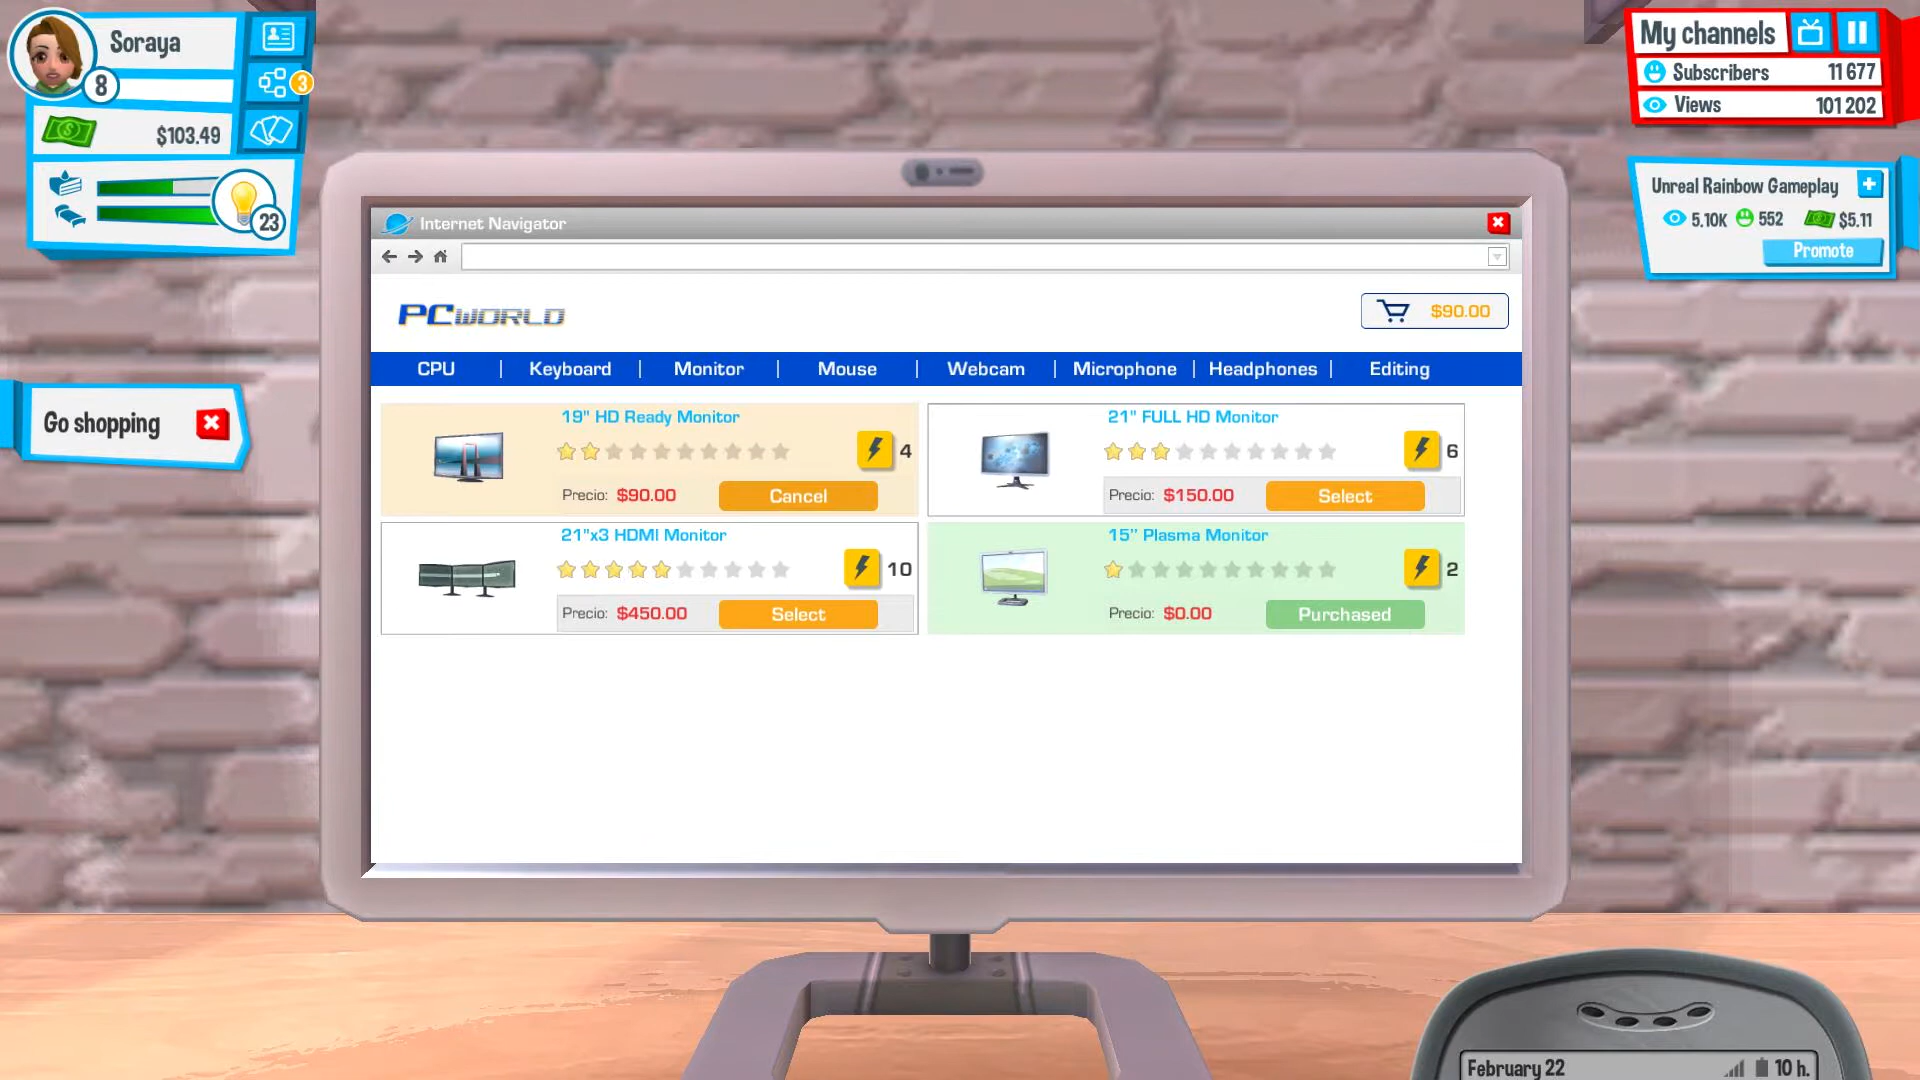 Soraya
8
3
$103.49
23
My channels
Subscribers 11 677
Views 101 202
Unreal Rainbow Gameplay
5.10K 552 $5.11
Promote
Go shopping
Internet Navigator
PCWORLD
$90.00
CPU | Keyboard | Monitor | Mouse | Webcam | Microphone | Headphones | Editing
19" HD Ready Monitor
4
Precio: $90.00 Cancel
21" FULL HD Monitor
6
Precio: $150.00 Select
21"x3 HDMI Monitor
10
Precio: $450.00 Select
15" Plasma Monitor
2
Precio: $0.00 Purchased
February 22 10 h.